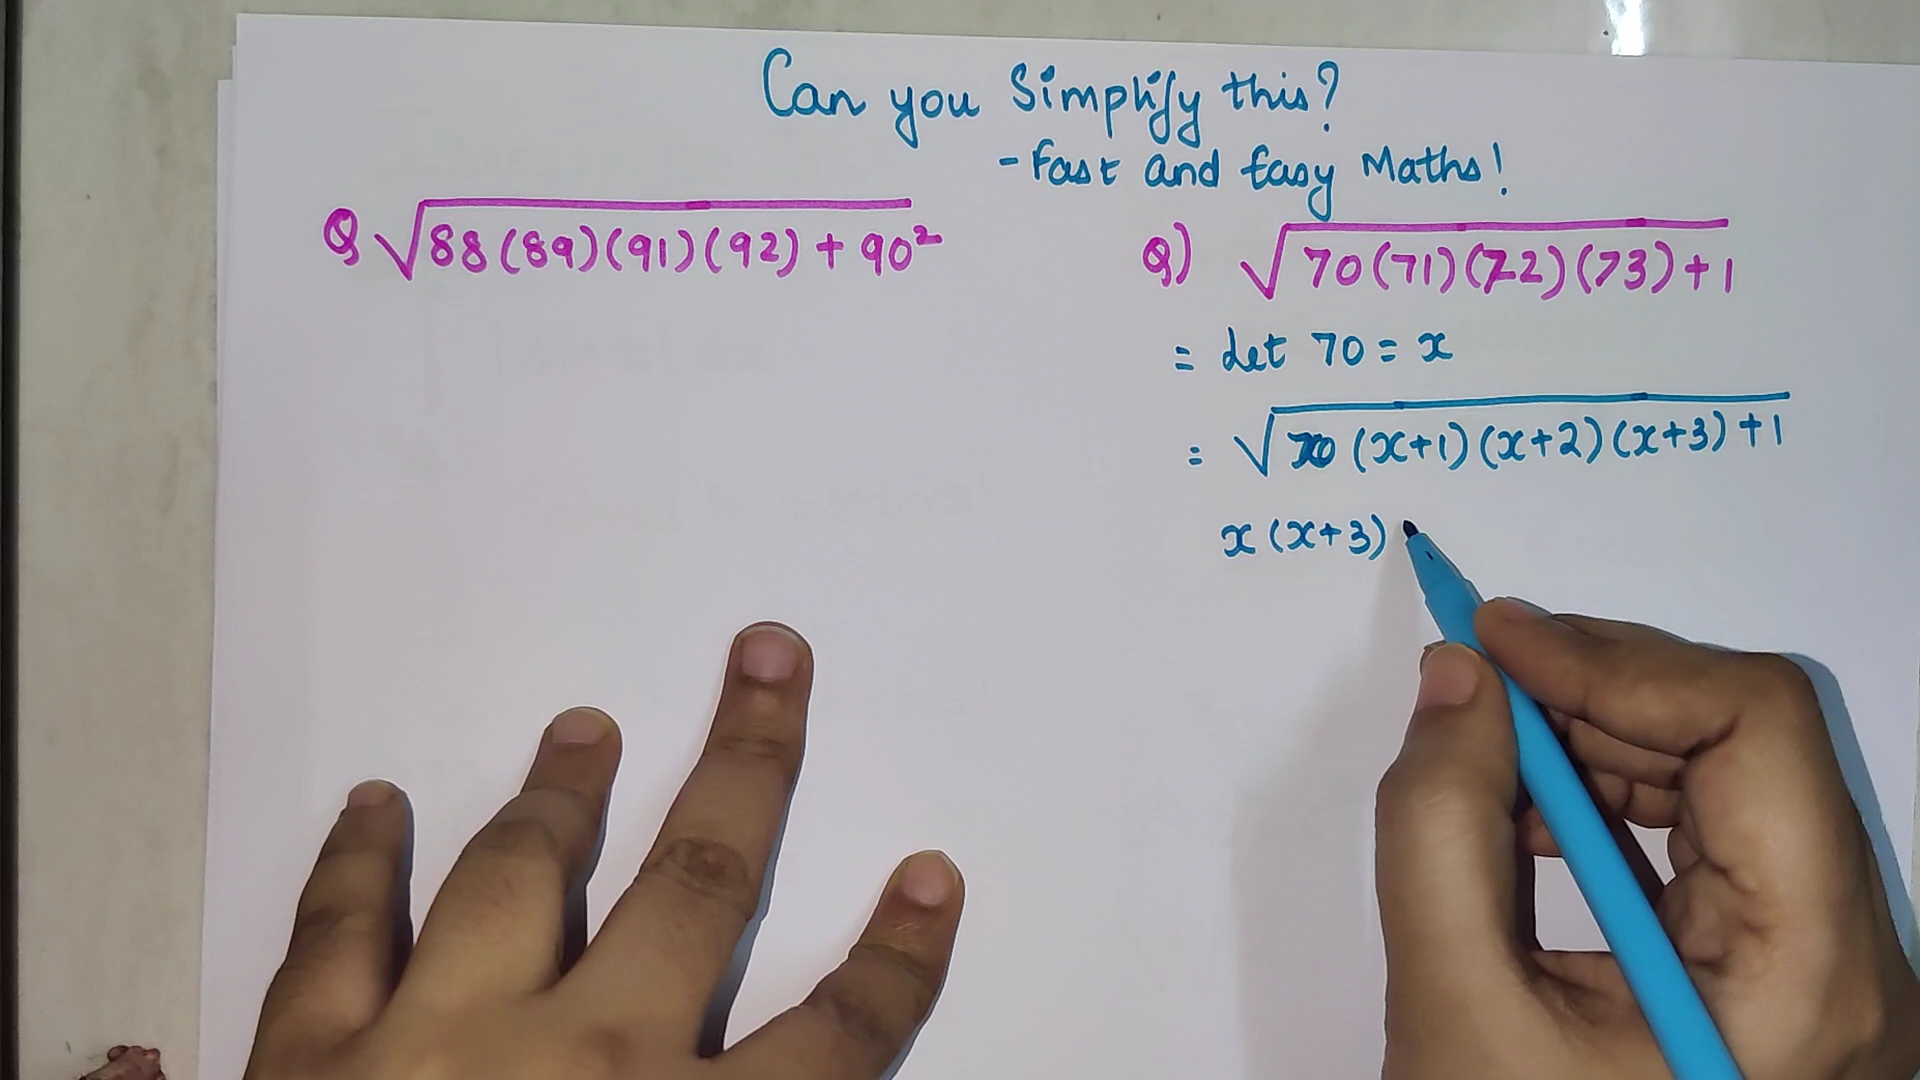 Can you Simplify this?
- Fast and Easy Maths!
Q √88(89)(91)(92) + 90²
Q) √70(71)(72)(73)+1
= Let 70 = x
= √x(x+1)(x+2)(x+3)+1
x(x+3)